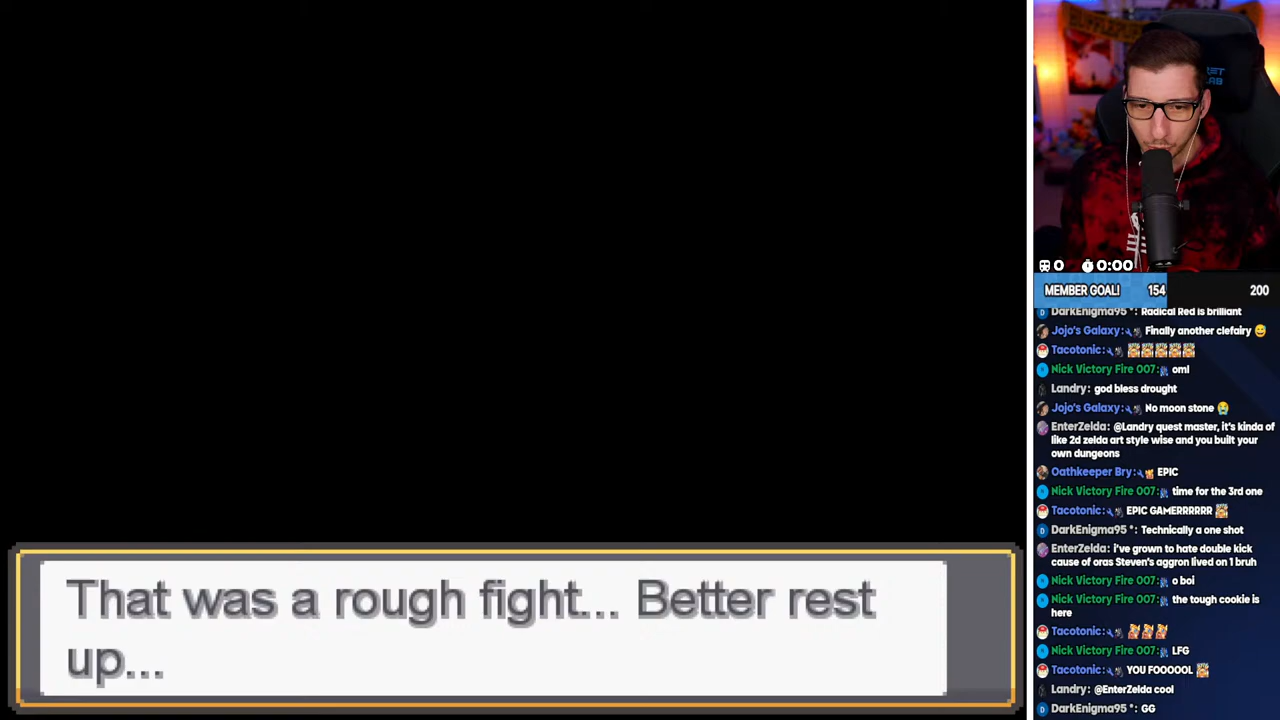 That was a rough fight... Better rest
up...
0 0:00
MEMBER GOAL! 154 200
DarkEnigma95 : Radical Red is brilliant
Jojo's Galaxy: Finally another clefairy
Tacotonic:
Nick Victory Fire 007: oml
Landry: god bless drought
Jojo's Galaxy: No moon stone
EnterZelda: @Landry quest master, it's kinda of
like 2d zelda art style wise and you built your
own dungeons
Oathkeeper Bry: EPIC
Nick Victory Fire 007: time for the 3rd one
Tacotonic: EPIC GAMERRRRRR
DarkEnigma95 : Technically a one shot
EnterZelda: i've grown to hate double kick
cause of oras Steven's aggron lived on 1 bruh
Nick Victory Fire 007: o boi
Nick Victory Fire 007: the tough cookie is
here
Tacotonic:
Nick Victory Fire 007: LFG
Tacotonic: YOU FOOOOOL
Landry: @EnterZelda cool
DarkEnigma95 : GG